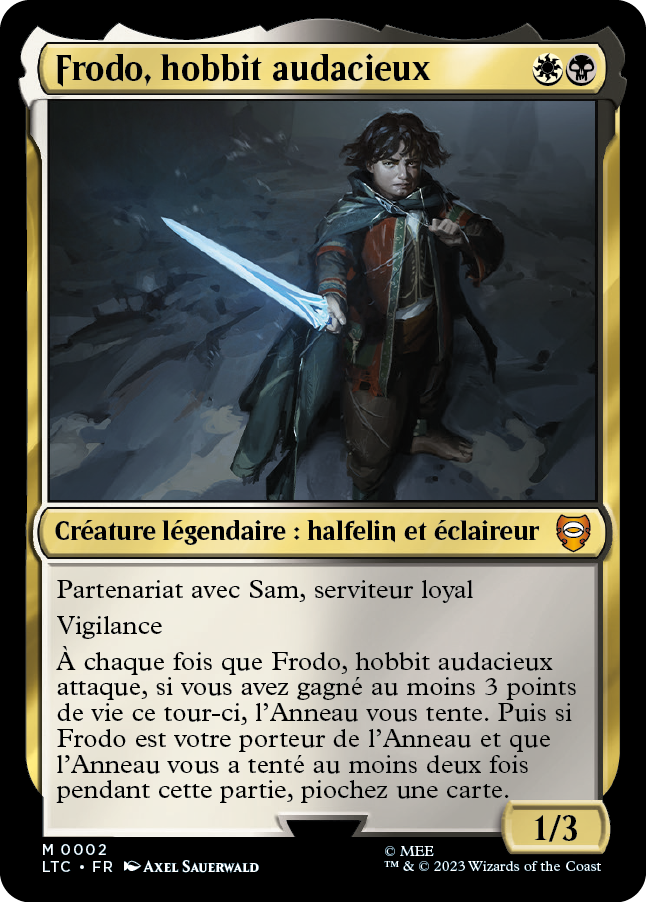 Frodo, hobbit audacieux
Créature légendaire : halfelin et éclaireur
Partenariat avec Sam, serviteur loyal
Vigilance
À chaque fois que Frodo, hobbit audacieux
attaque, si vous avez gagné au moins 3 points
de vie ce tour-ci, l'Anneau vous tente. Puis si
Frodo est votre porteur de l'Anneau et que
l'Anneau vous a tenté au moins deux fois
pendant cette partie, piochez une carte.
1/3
M 0002
LTC • FR Axel Sauerwald
© MEE
™ & © 2023 Wizards of the Coast